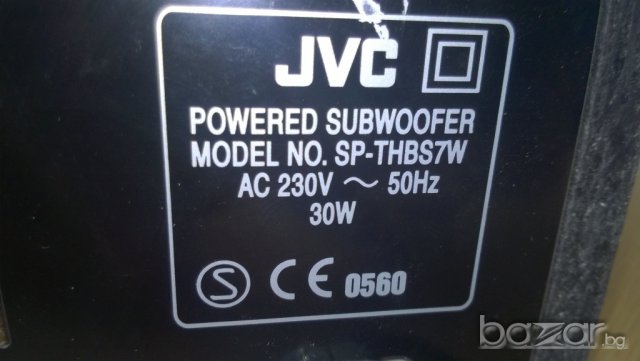 JVC
POWERED SUBWOOFER
MODEL NO. SP-THBS7W
AC 230V ~ 50Hz
30W
S CE 0560
bazar.bg